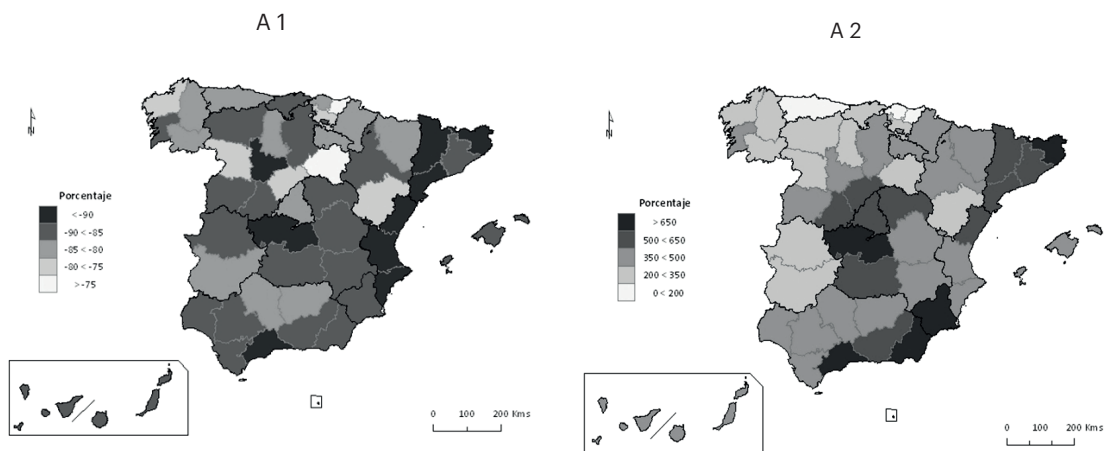 A 1
N
Porcentaje
< -90
-90 < -85
-85 < -80
-80 < -75
> -75
0 100 200 Kms
A 2
N
Porcentaje
> 650
500 < 650
350 < 500
200 < 350
0 < 200
0 100 200 Kms